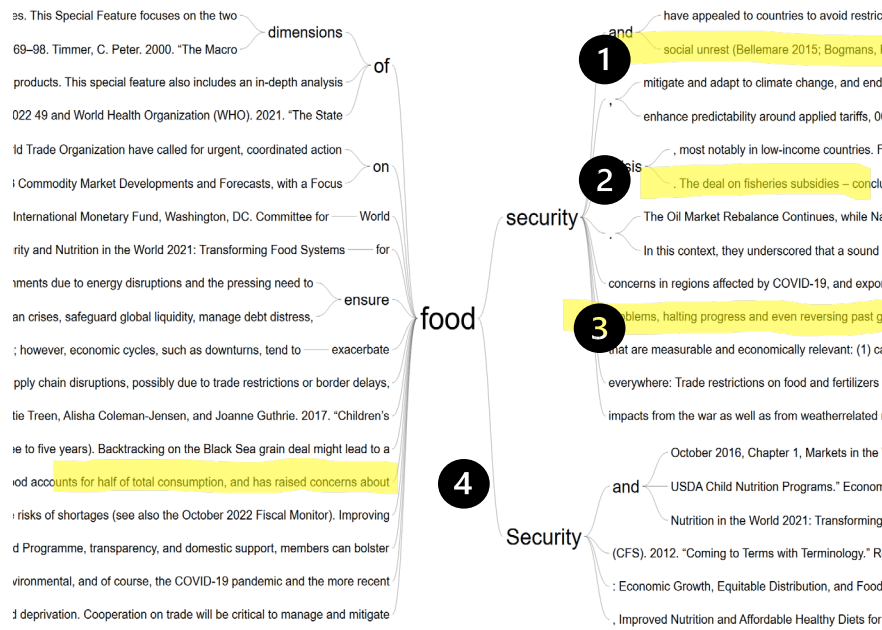 es. This Special Feature focuses on the two
dimensions
69–98. Timmer, C. Peter. 2000. “The Macro
of
products. This special feature also includes an in-depth analysis
022 49 and World Health Organization (WHO). 2021. “The State
ld Trade Organization have called for urgent, coordinated action
on
Commodity Market Developments and Forecasts, with a Focus
International Monetary Fund, Washington, DC. Committee for
World
rity and Nutrition in the World 2021: Transforming Food Systems
for
nments due to energy disruptions and the pressing need to
ensure
an crises, safeguard global liquidity, manage debt distress,
; however, economic cycles, such as downturns, tend to
exacerbate
pply chain disruptions, possibly due to trade restrictions or border delays,
tie Treen, Alisha Coleman-Jensen, and Joanne Guthrie. 2017. “Children’s
ee to five years). Backtracking on the Black Sea grain deal might lead to a
od accounts for half of total consumption, and has raised concerns about
risks of shortages (see also the October 2022 Fiscal Monitor). Improving
d Programme, transparency, and domestic support, members can bolster
vironmental, and of course, the COVID-19 pandemic and the more recent
d deprivation. Cooperation on trade will be critical to manage and mitigate
food
security
and
have appealed to countries to avoid restric
1
social unrest (Bellemare 2015; Bogmans,
,
mitigate and adapt to climate change, and end
enhance predictability around applied tariffs, 00
isis
, most notably in low-income countries. F
2
. The deal on fisheries subsidies – conclu
.
The Oil Market Rebalance Continues, while Na
In this context, they underscored that a sound
concerns in regions affected by COVID-19, and expor
3
oblems, halting progress and even reversing past g
that are measurable and economically relevant: (1) ca
everywhere: Trade restrictions on food and fertilizers
impacts from the war as well as from weatherrelated
4
Security
and
October 2016, Chapter 1, Markets in the
USDA Child Nutrition Programs.” Econom
Nutrition in the World 2021: Transforming
(CFS). 2012. “Coming to Terms with Terminology.” R
: Economic Growth, Equitable Distribution, and Food
, Improved Nutrition and Affordable Healthy Diets for